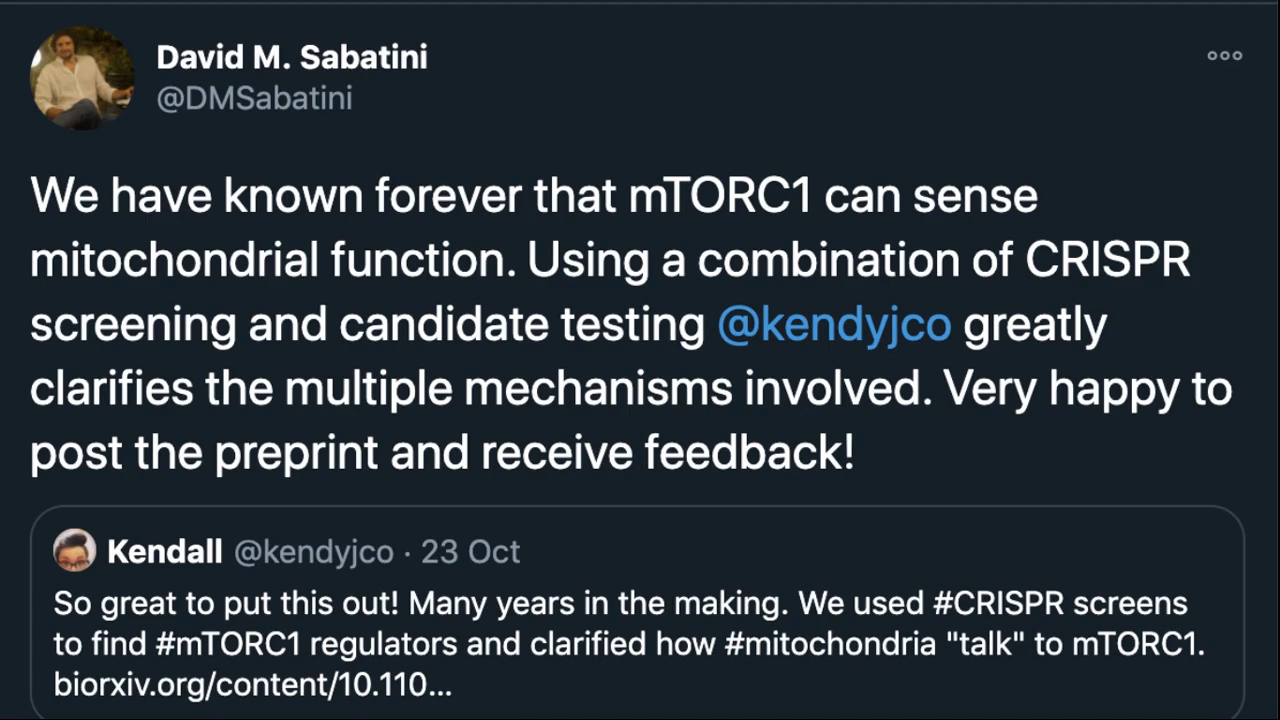 David M. Sabatini
@DMSabatini
We have known forever that mTORC1 can sense
mitochondrial function. Using a combination of CRISPR
screening and candidate testing @kendyjco greatly
clarifies the multiple mechanisms involved. Very happy to
post the preprint and receive feedback!
Kendall @kendyjco · 23 Oct
So great to put this out! Many years in the making. We used #CRISPR screens
to find #mTORC1 regulators and clarified how #mitochondria "talk" to mTORC1.
biorxiv.org/content/10.110...